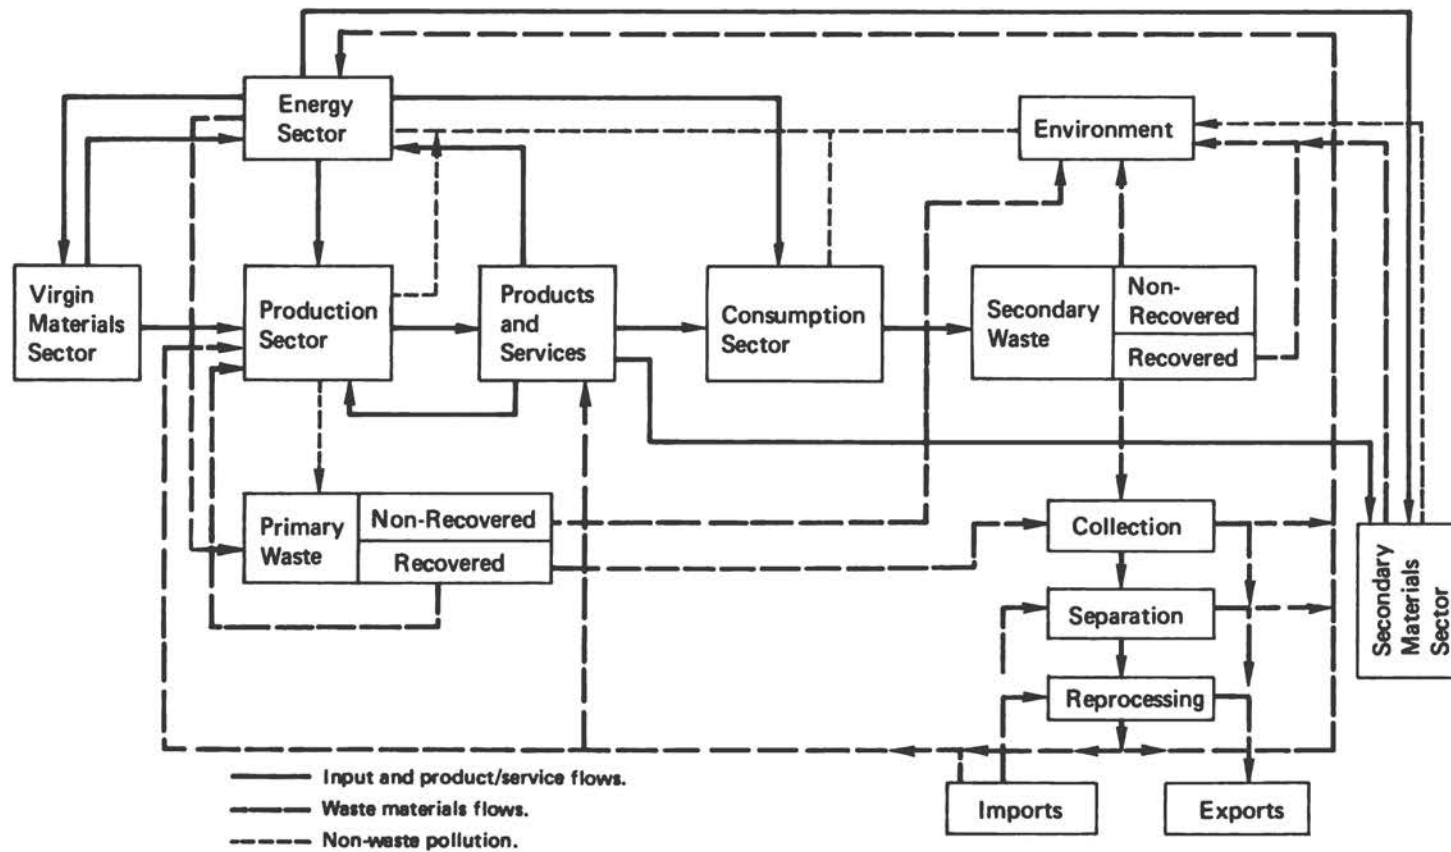 Energy
Sector
Environment
Virgin
Materials
Sector
Production
Sector
Products
and
Services
Consumption
Sector
Secondary
Waste
Non-
Recovered
Recovered
Primary
Waste
Non-Recovered
Recovered
Collection
Separation
Reprocessing
Secondary
Materials
Sector
Imports
Exports
Input and product/service flows.
Waste materials flows.
Non-waste pollution.